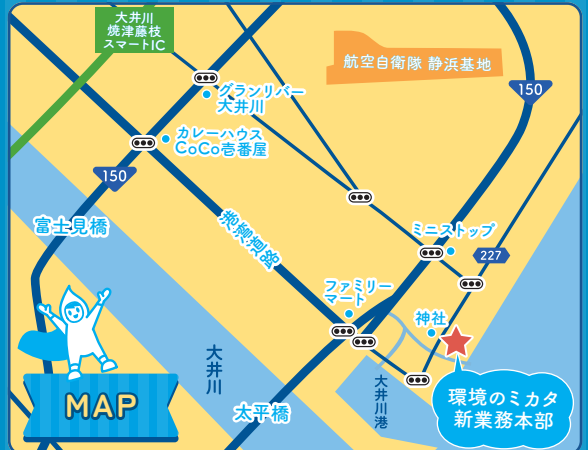 大井川
焼津藤枝
スマートIC
航空自衛隊 静浜基地
150
グランリバー
大井川
カレーハウス
CoCo壱番屋
150
富士見橋
港湾道路
ミニストップ
227
ファミリー
マート
神社
大井川
大井川港
太平橋
MAP
環境のミカタ
新業務本部